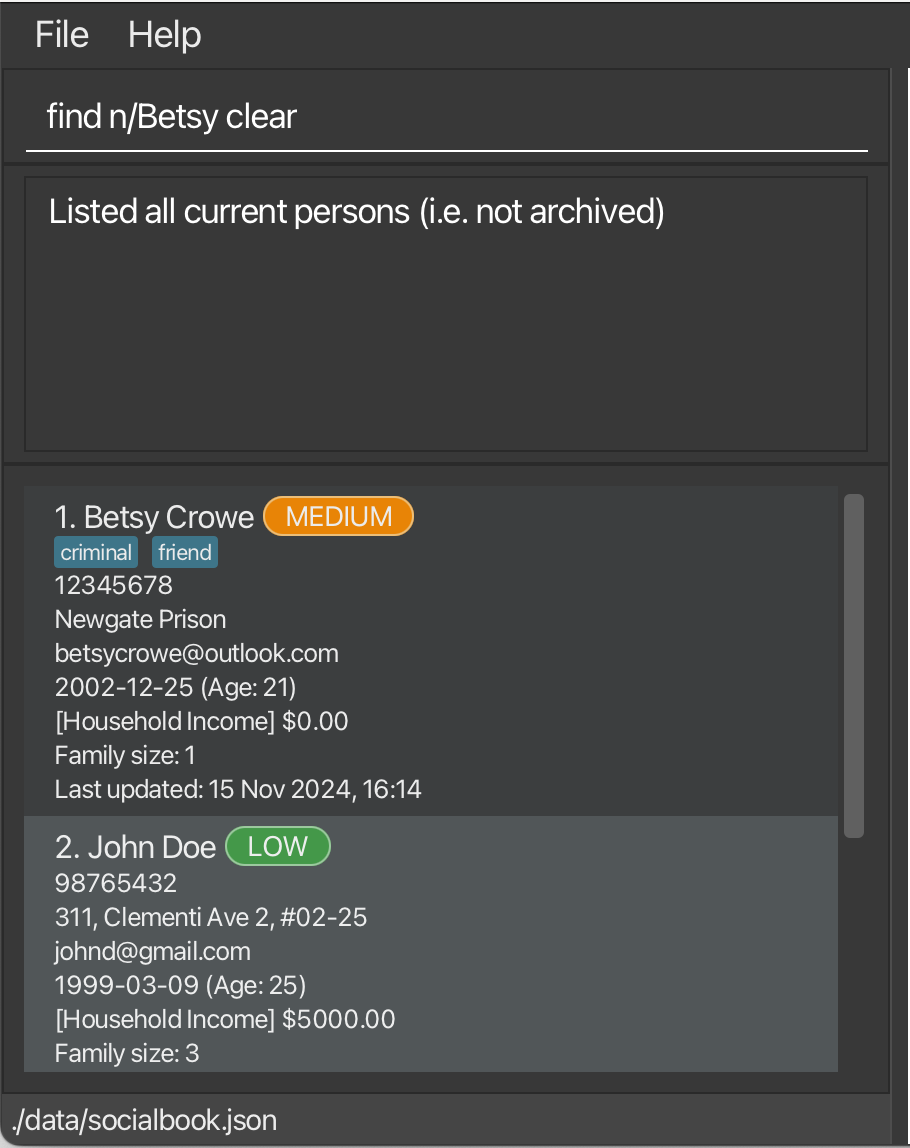 File Help
find n/Betsy clear
Listed all current persons (i.e. not archived)
1. Betsy Crowe MEDIUM
criminal friend
12345678
Newgate Prison
betsycrowe@outlook.com
2002-12-25 (Age: 21)
[Household Income] $0.00
Family size: 1
Last updated: 15 Nov 2024, 16:14
2. John Doe LOW
98765432
311, Clementi Ave 2, #02-25
johnd@gmail.com
1999-03-09 (Age: 25)
[Household Income] $5000.00
Family size: 3
./data/socialbook.json